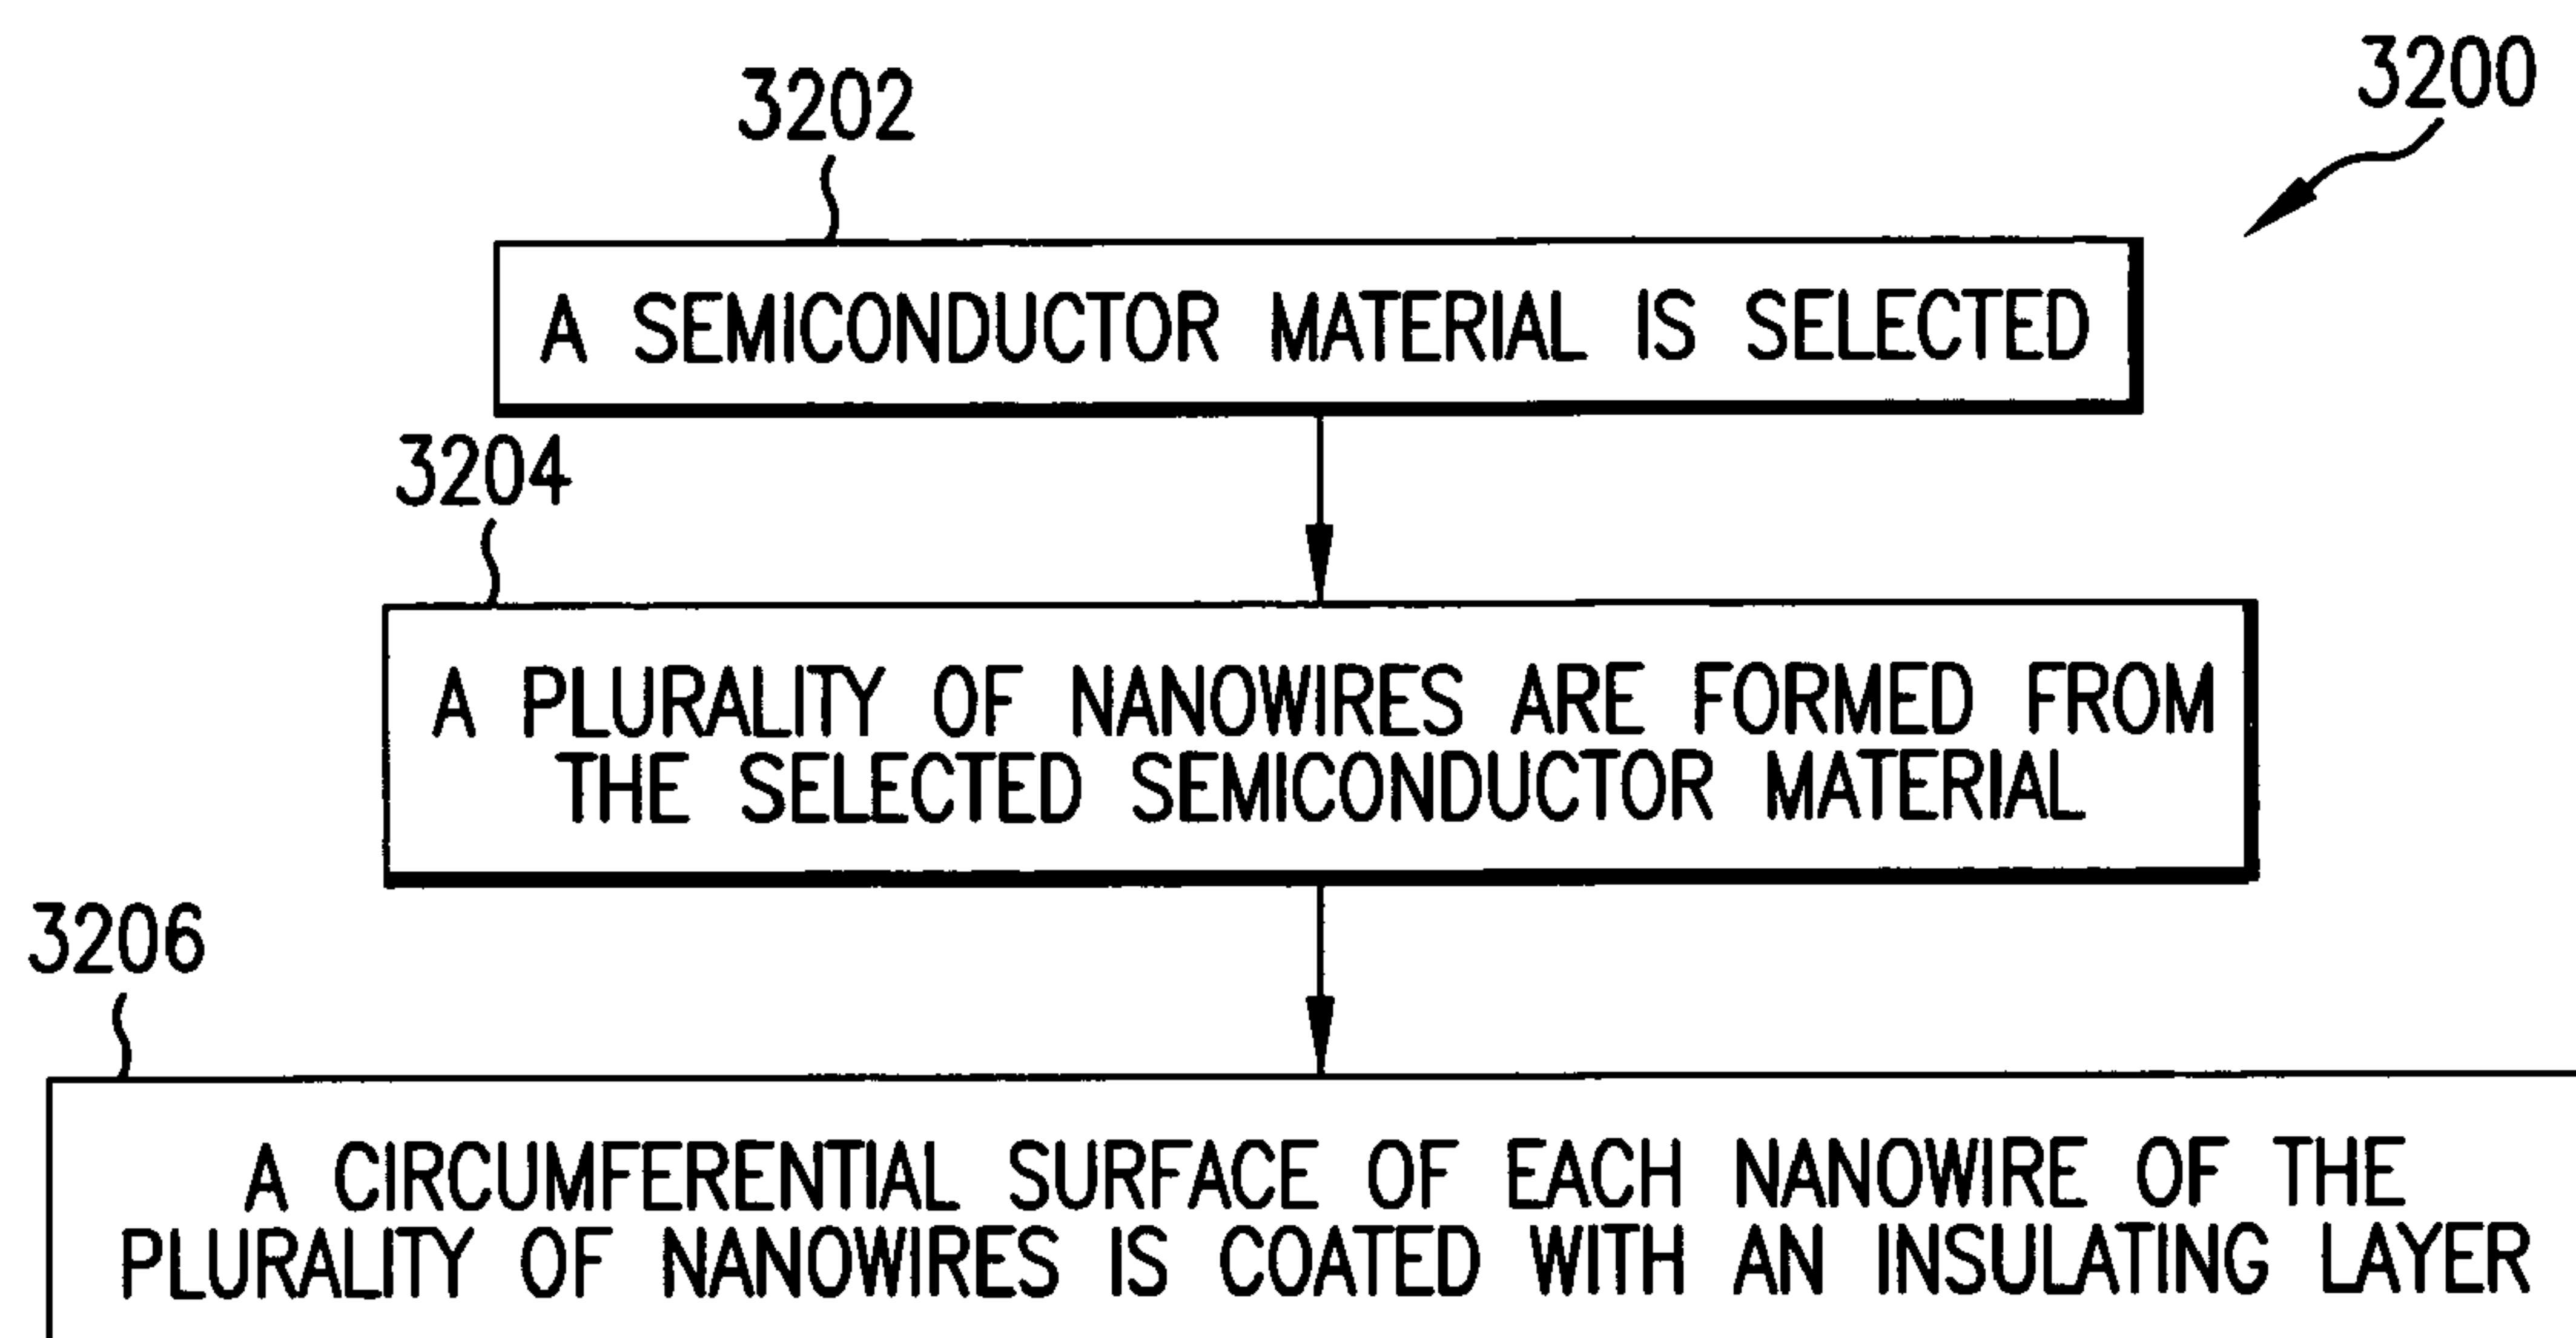 3200
3202
A SEMICONDUCTOR MATERIAL IS SELECTED
3204
A PLURALITY OF NANOWIRES ARE FORMED FROM
THE SELECTED SEMICONDUCTOR MATERIAL
3206
A CIRCUMFERENTIAL SURFACE OF EACH NANOWIRE OF THE
PLURALITY OF NANOWIRES IS COATED WITH AN INSULATING LAYER